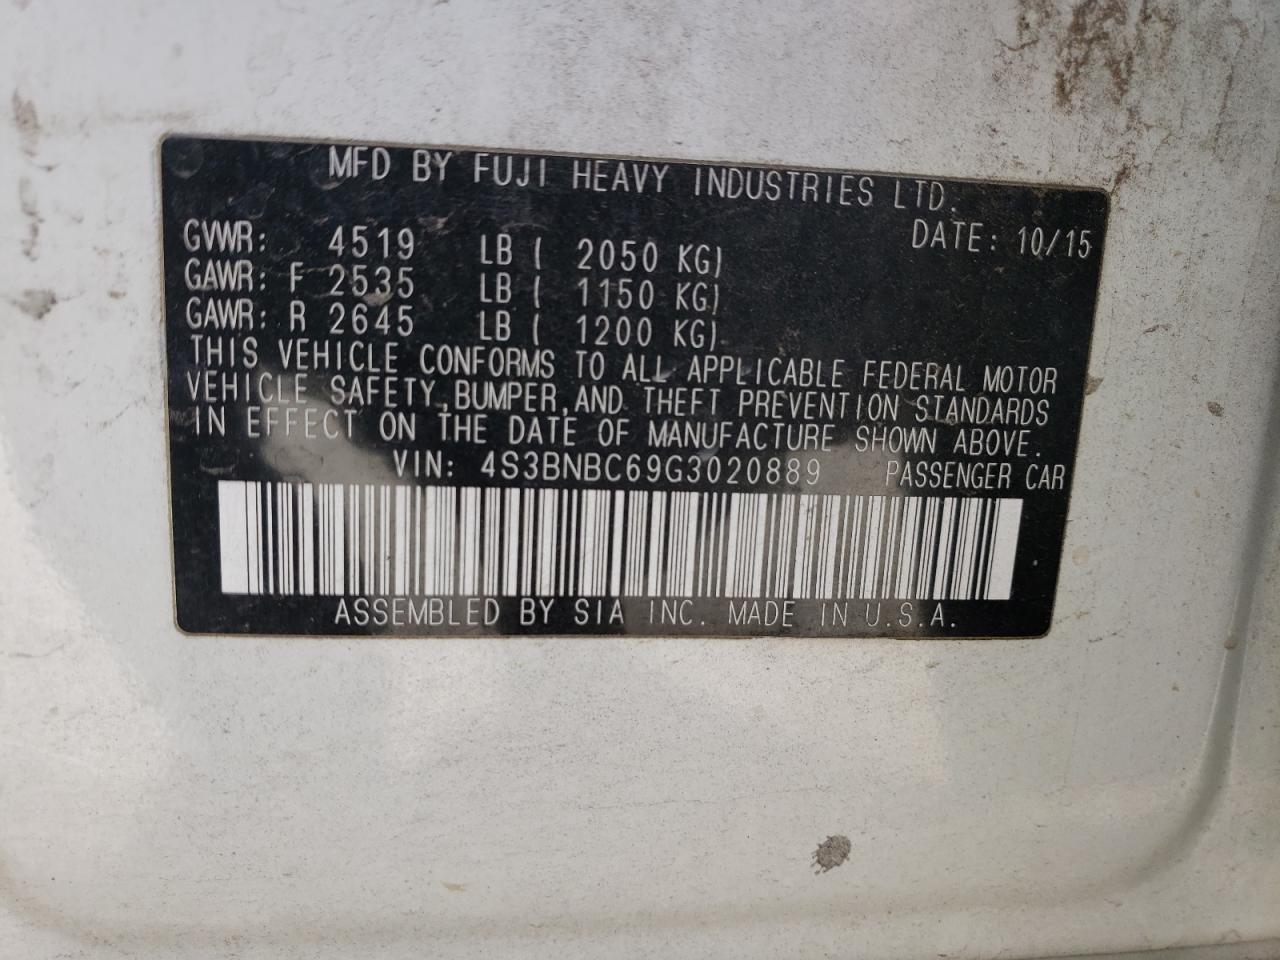 MFD BY FUJI HEAVY INDUSTRIES LTD.
DATE: 10/15
GVWR: 4519 LB ( 2050 KG)
GAWR: F 2535 LB ( 1150 KG)
GAWR: R 2645 LB ( 1200 KG)
THIS VEHICLE CONFORMS TO ALL APPLICABLE FEDERAL MOTOR
VEHICLE SAFETY, BUMPER, AND THEFT PREVENTION STANDARDS
IN EFFECT ON THE DATE OF MANUFACTURE SHOWN ABOVE.
VIN: 4S3BNBC69G3020889 PASSENGER CAR
ASSEMBLED BY SIA INC. MADE IN U.S.A.